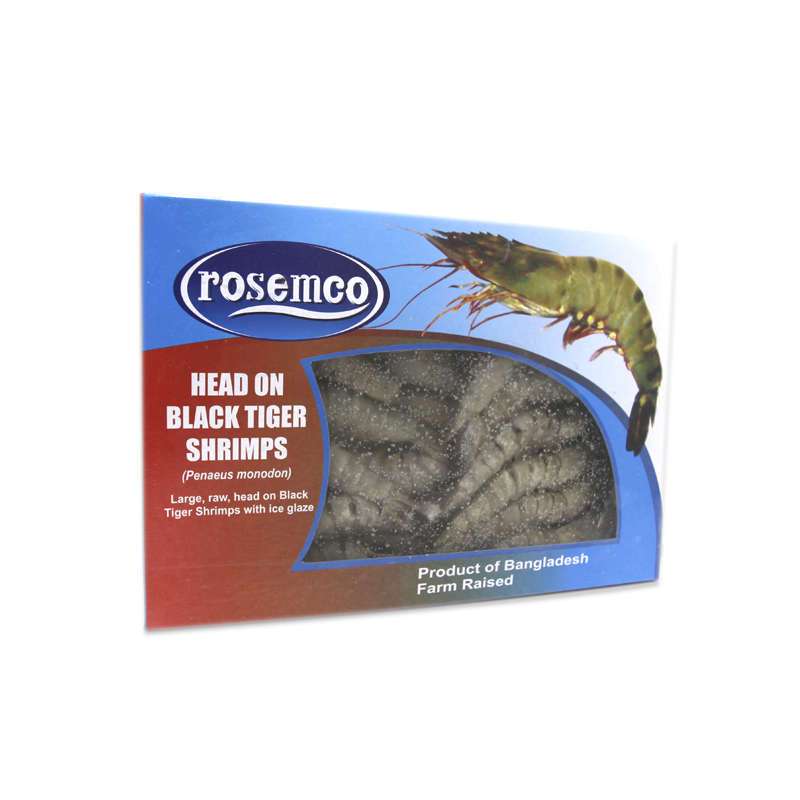 rosemco
HEAD ON
BLACK TIGER
SHRIMPS
(Penaeus monodon)
Large, raw, head on Black
Tiger Shrimps with ice glaze
Product of Bangladesh
Farm Raised